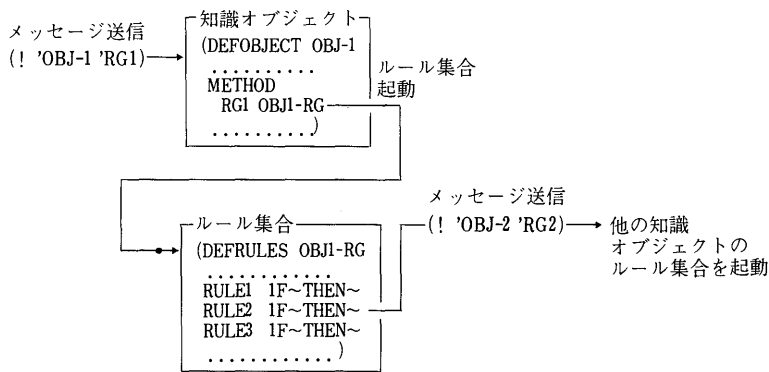 メッセージ送信
(! 'OBJ-1 'RG1)
知識オブジェクト
(DEFOBJECT OBJ-1
..........
METHOD
RG1 OBJ1-RG
..........)
ルール集合
起動
ルール集合
(DEFRULES OBJ1-RG
............
RULE1 1F~THEN~
RULE2 1F~THEN~
RULE3 1F~THEN~
............)
メッセージ送信
(! 'OBJ-2 'RG2)
他の知識
オブジェクトの
ルール集合を起動